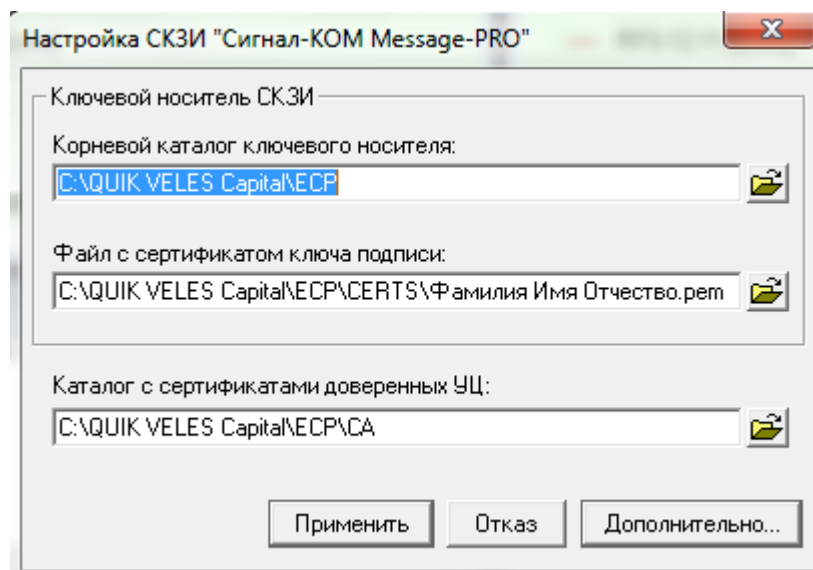 Настройка СКЗИ "Сигнал-КОМ Message-PRO"
Ключевой носитель СКЗИ
Корневой каталог ключевого носителя:
C:\QUIK VELES Capital\ECP
Файл с сертификатом ключа подписи:
C:\QUIK VELES Capital\ECP\CERTS\Фамилия Имя Отчество.pem
Каталог с сертификатами доверенных УЦ:
C:\QUIK VELES Capital\ECP\CA
Применить Отказ Дополнительно...